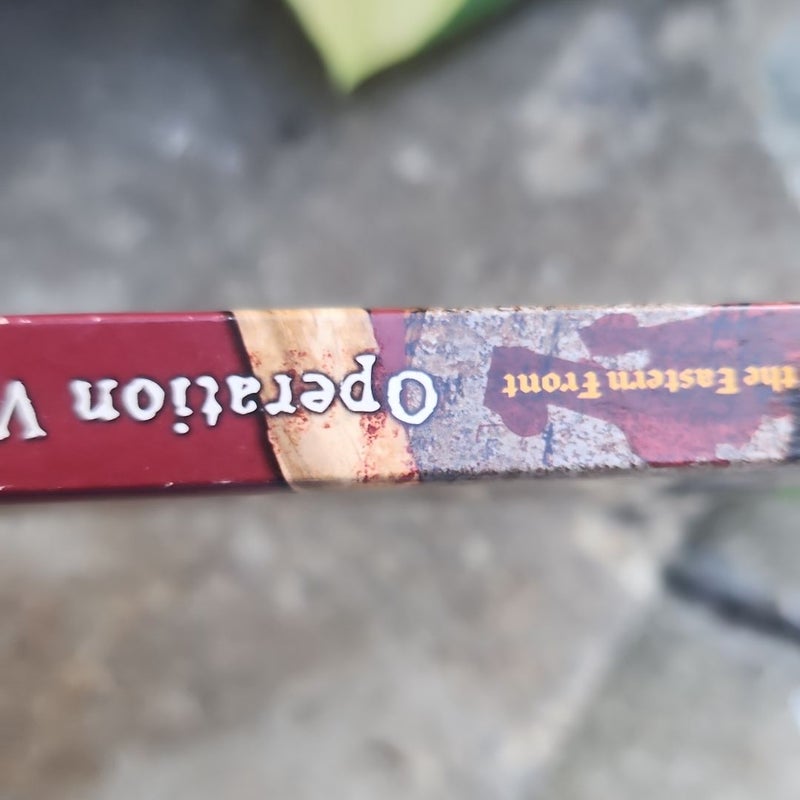 the Eastern Front
Operation V